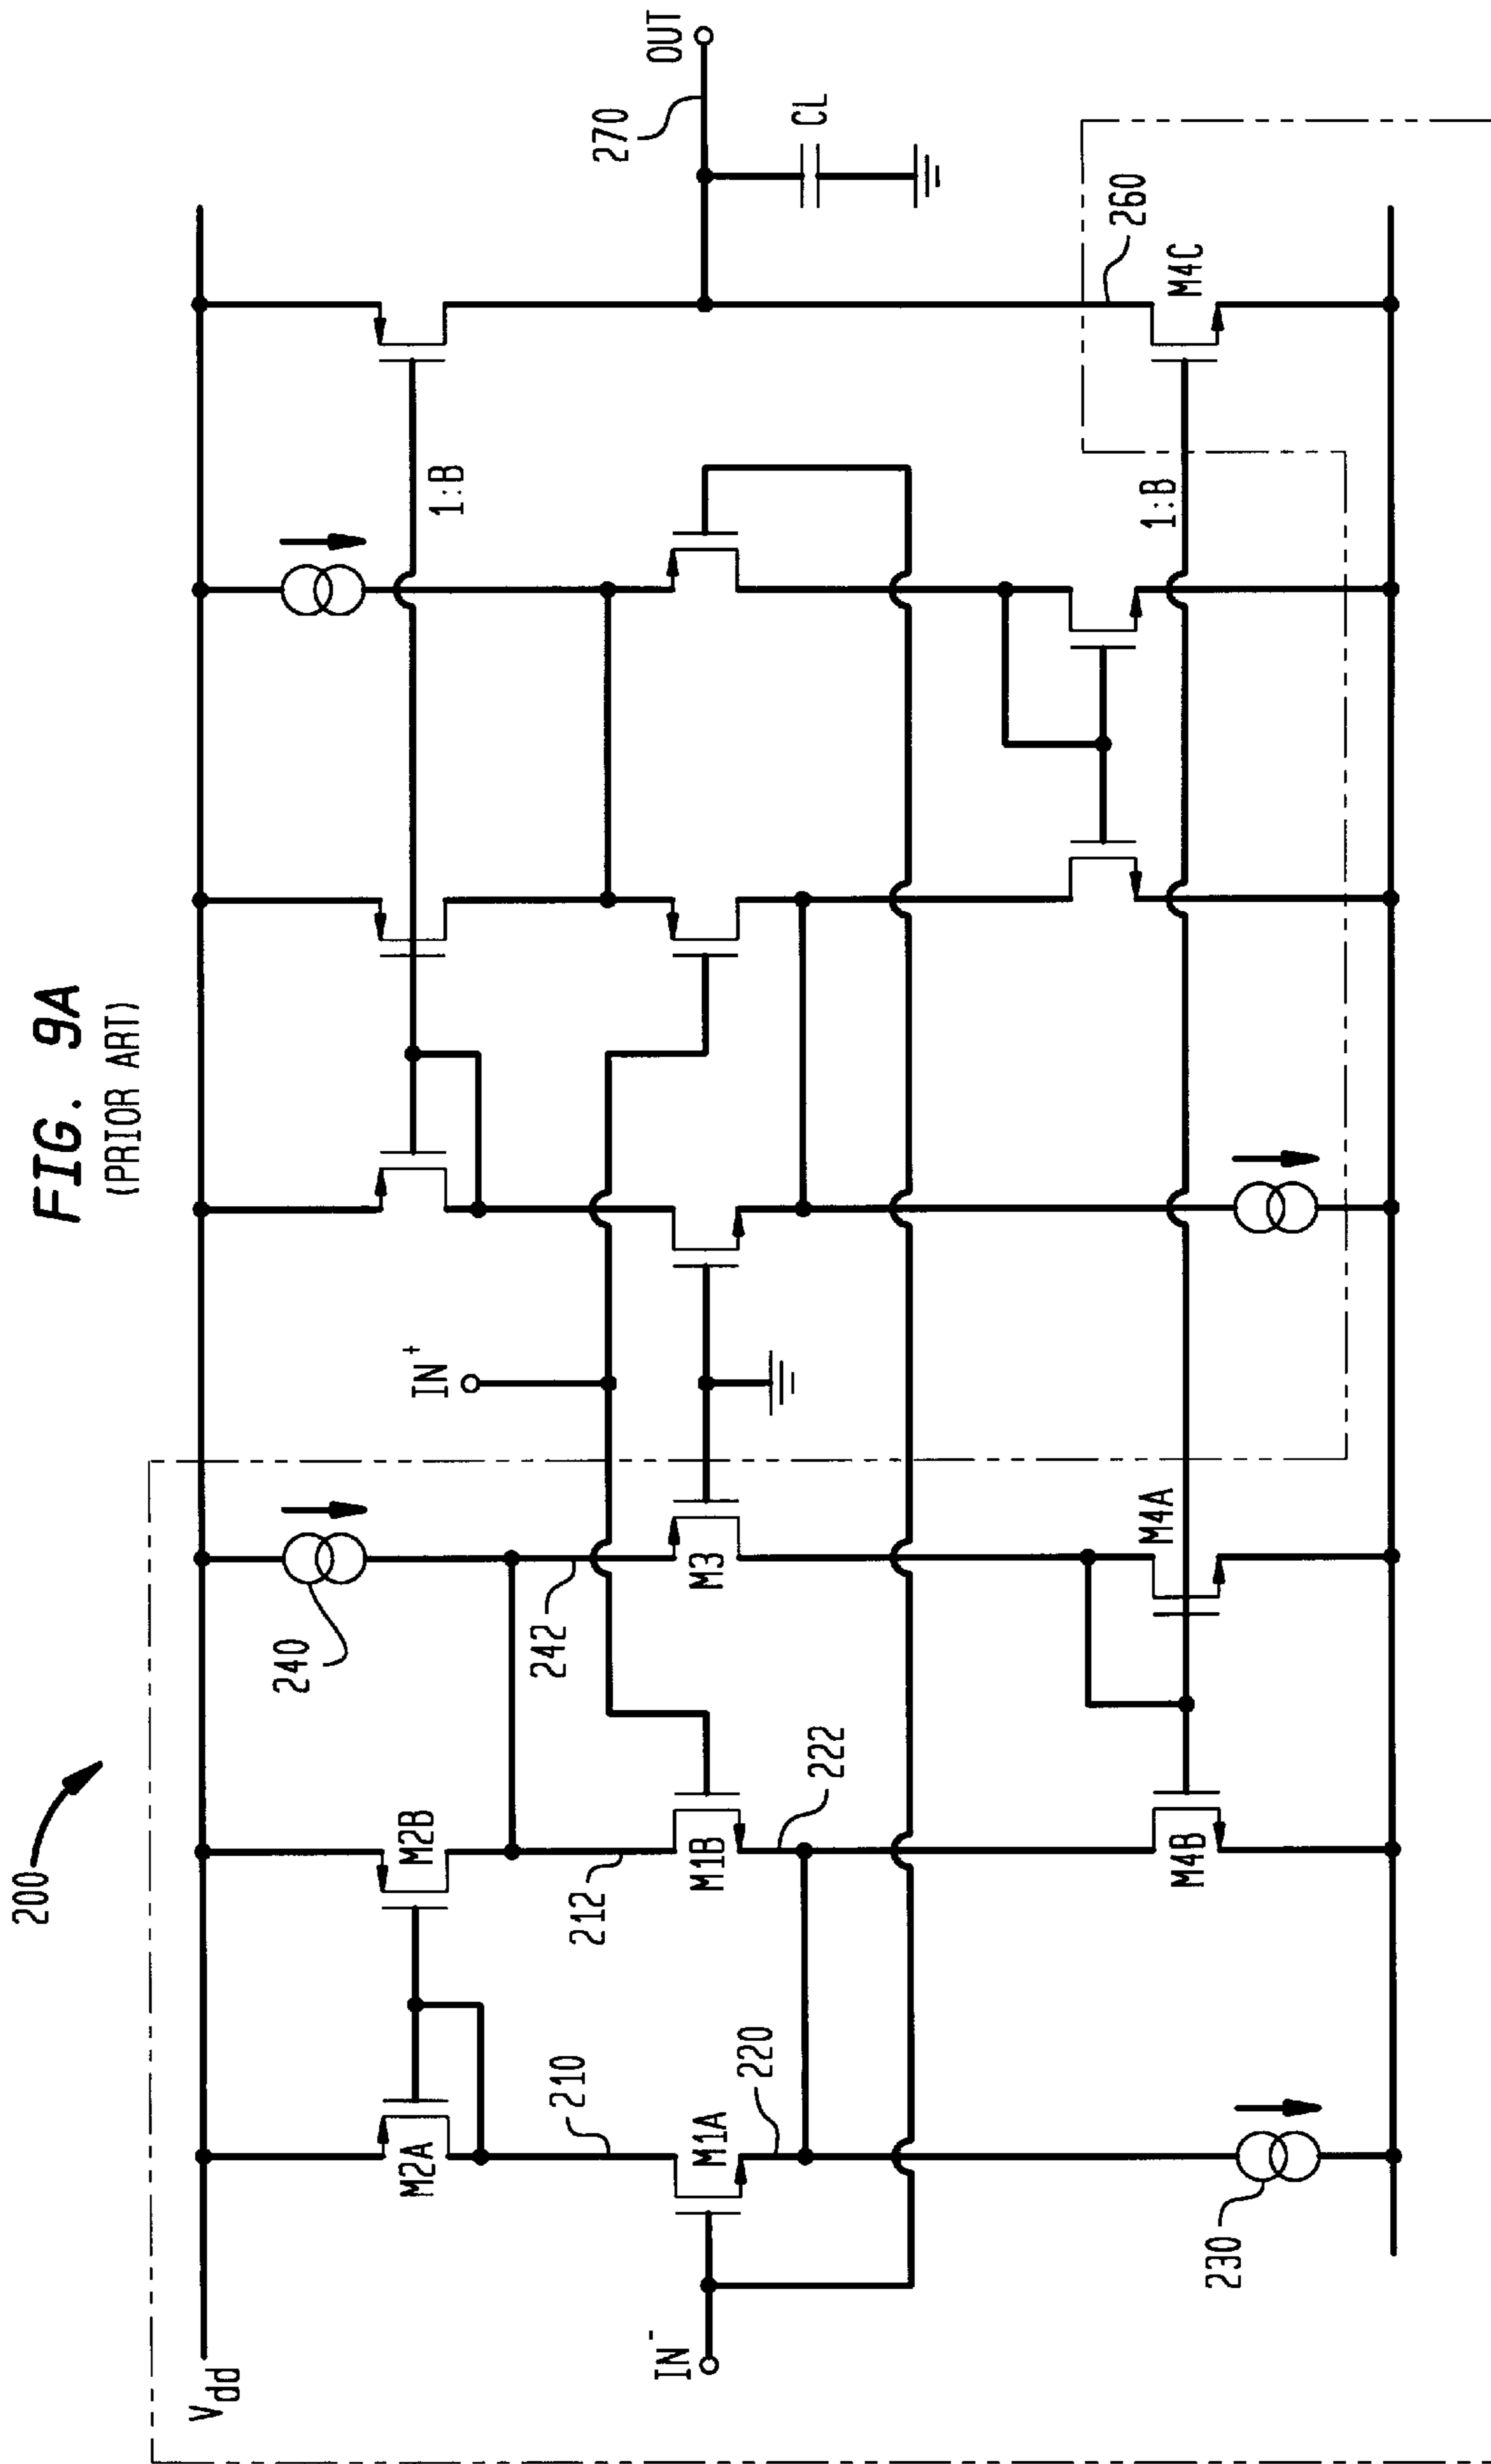 FIG. 9A
(PRIOR ART)
200
Vdd
240
M2A
M2B
1:B
270
OUT
CL
IN+
210
212
242
IN-
M1A
M1B
M3
220
222
230
M4B
M4A
1:B
M4C
260